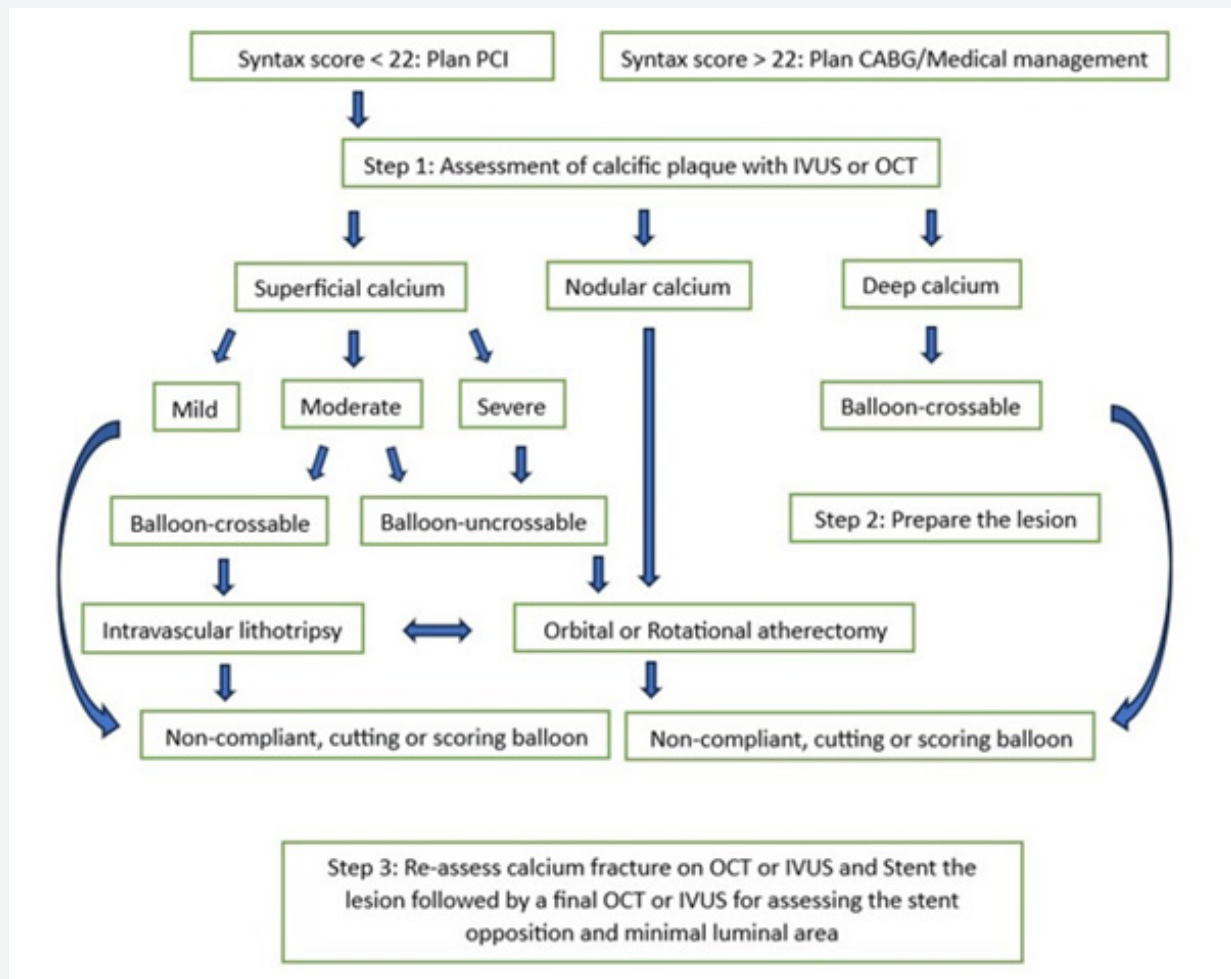 Syntax score < 22: Plan PCI
Syntax score > 22: Plan CABG/Medical management
Step 1: Assessment of calcific plaque with IVUS or OCT
Superficial calcium
Nodular calcium
Deep calcium
Mild
Moderate
Severe
Balloon-crossable
Balloon-crossable
Balloon-uncrossable
Step 2: Prepare the lesion
Intravascular lithotripsy
Orbital or Rotational atherectomy
Non-compliant, cutting or scoring balloon
Non-compliant, cutting or scoring balloon
Step 3: Re-assess calcium fracture on OCT or IVUS and Stent the
lesion followed by a final OCT or IVUS for assessing the stent
opposition and minimal luminal area